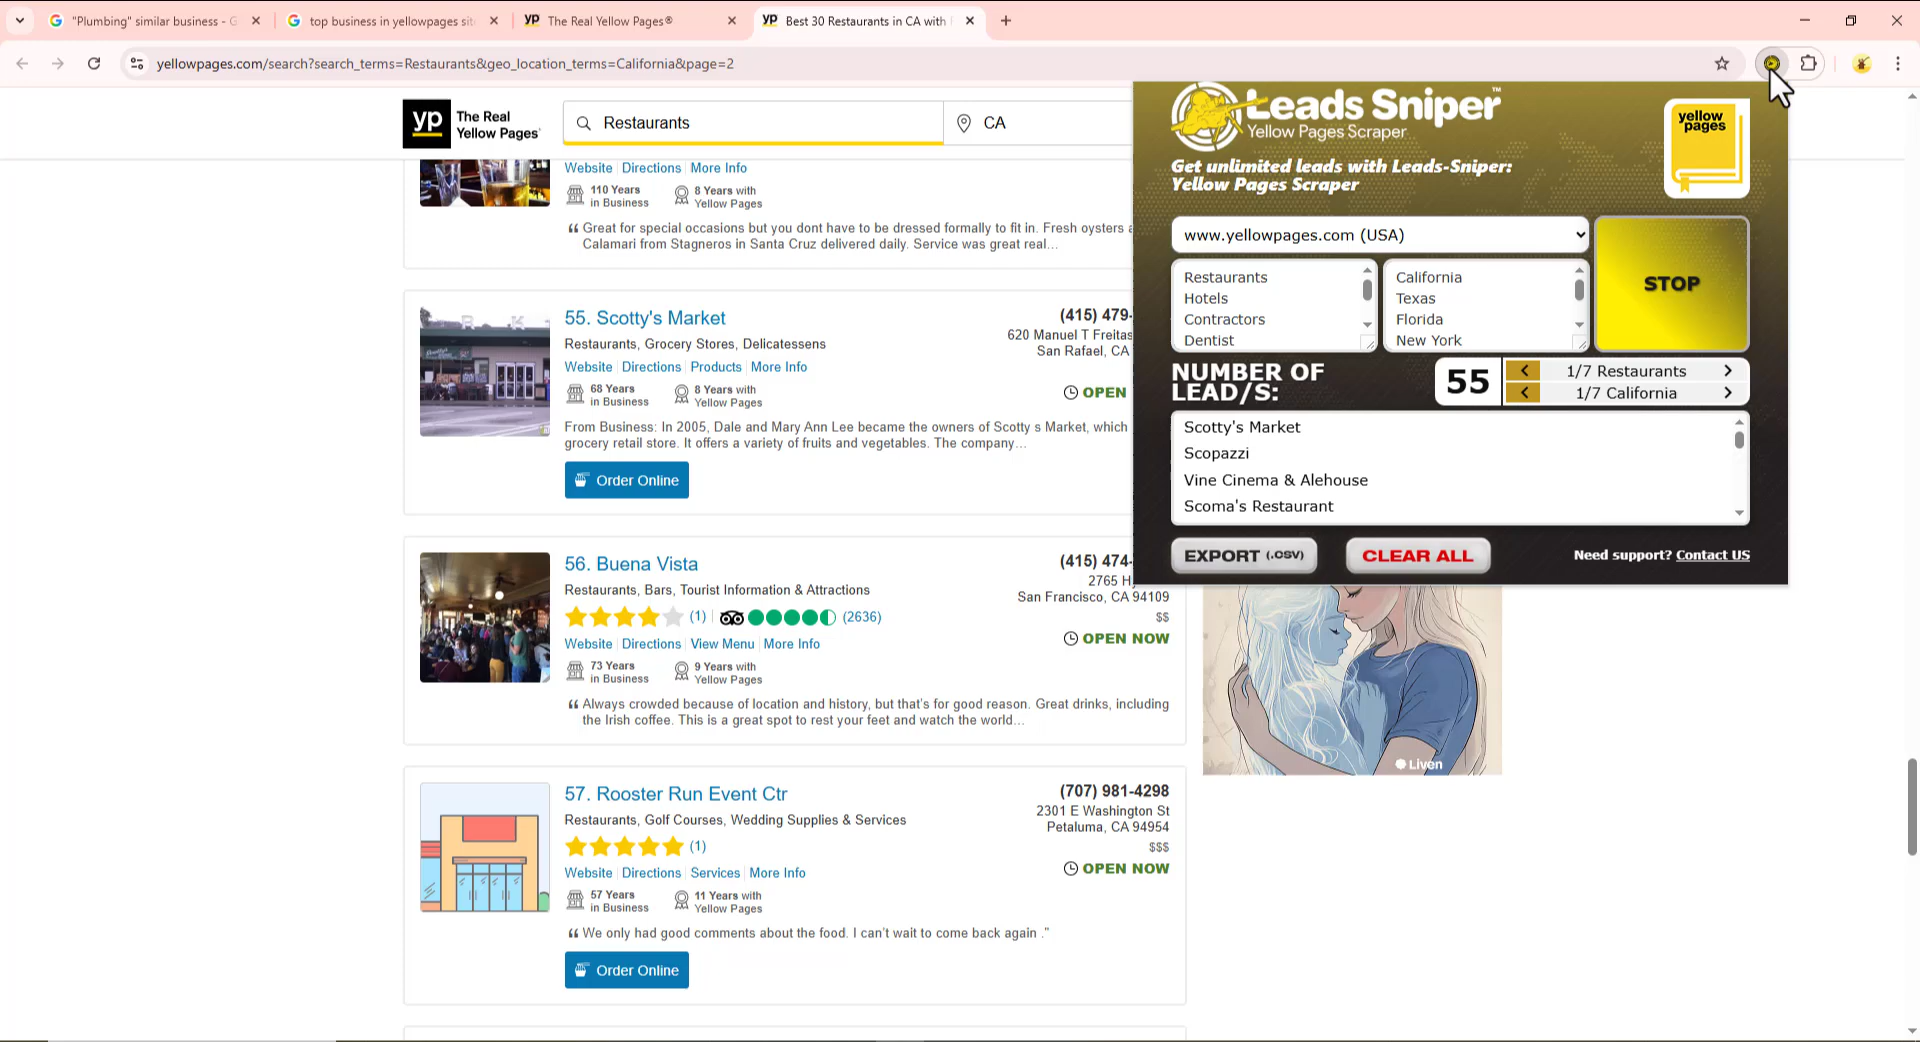 "Plumbing" similar business - G
top business in yellowpages sit
The Real Yellow Pages®
Best 30 Restaurants in CA with
yellowpages.com/search?search_terms=Restaurants&geo_location_terms=California&page=2
yp
The Real
Yellow Pages
Restaurants
CA
Website Directions More Info
110 Years
in Business
8 Years with
Yellow Pages
Great for special occasions but you dont have to be dressed formally to fit in. Fresh oysters a
Calamari from Stagneros in Santa Cruz delivered daily. Service was great real...
55. Scotty's Market
(415) 479-
Restaurants, Grocery Stores, Delicatessens
620 Manuel T Freitas
San Rafael, CA
Website Directions Products More Info
68 Years
in Business
8 Years with
Yellow Pages
OPEN
From Business: In 2005, Dale and Mary Ann Lee became the owners of Scotty s Market, which
grocery retail store. It offers a variety of fruits and vegetables. The company...
Order Online
56. Buena Vista
(415) 474-
Restaurants, Bars, Tourist Information & Attractions
2765 H
San Francisco, CA 94109
(1) (2636)
$$
Website Directions View Menu More Info
OPEN NOW
73 Years
in Business
9 Years with
Yellow Pages
“ Always crowded because of location and history, but that's for good reason. Great drinks, including
the Irish coffee. This is a great spot to rest your feet and watch the world...
57. Rooster Run Event Ctr
(707) 981-4298
Restaurants, Golf Courses, Wedding Supplies & Services
2301 E Washington St
Petaluma, CA 94954
(1)
$$$
Website Directions Services More Info
OPEN NOW
57 Years
in Business
11 Years with
Yellow Pages
“ We only had good comments about the food. I can't wait to come back again ."
Order Online
Leads Sniper™
Yellow Pages Scraper
Get unlimited leads with Leads-Sniper:
Yellow Pages Scraper
yellow
pages
www.yellowpages.com (USA)
Restaurants
Hotels
Contractors
Dentist
California
Texas
Florida
New York
STOP
NUMBER OF
LEAD/S:
55
1/7 Restaurants
1/7 California
Scotty's Market
Scopazzi
Vine Cinema & Alehouse
Scoma's Restaurant
EXPORT (.CSV)
CLEAR ALL
Need support? Contact US
Liven